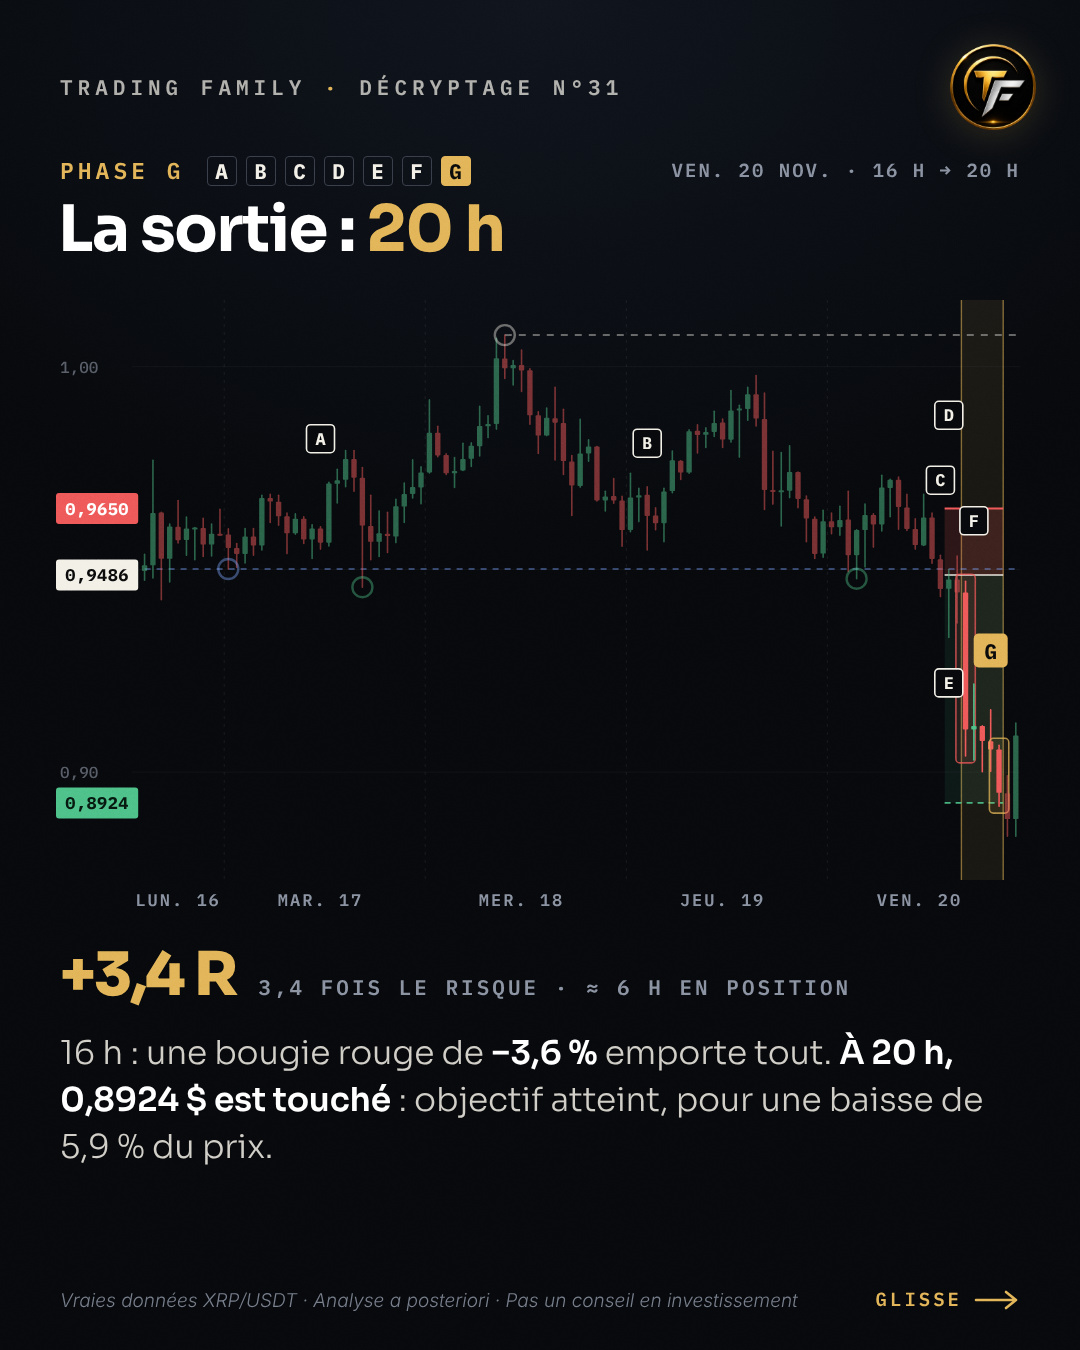 TRADING FAMILY · DÉCRYPTAGE N°31
TF
PHASE G A B C D E F G
VEN. 20 NOV. · 16 H → 20 H
La sortie : 20 h
1,00
A
B
D
C
0,9650
F
0,9486
G
E
0,90
0,8924
LUN. 16 MAR. 17 MER. 18 JEU. 19 VEN. 20
+3,4 R 3,4 FOIS LE RISQUE · ≈ 6 H EN POSITION
16 h : une bougie rouge de −3,6 % emporte tout. À 20 h,
0,8924 $ est touché : objectif atteint, pour une baisse de
5,9 % du prix.
Vraies données XRP/USDT · Analyse a posteriori · Pas un conseil en investissement
GLISSE →